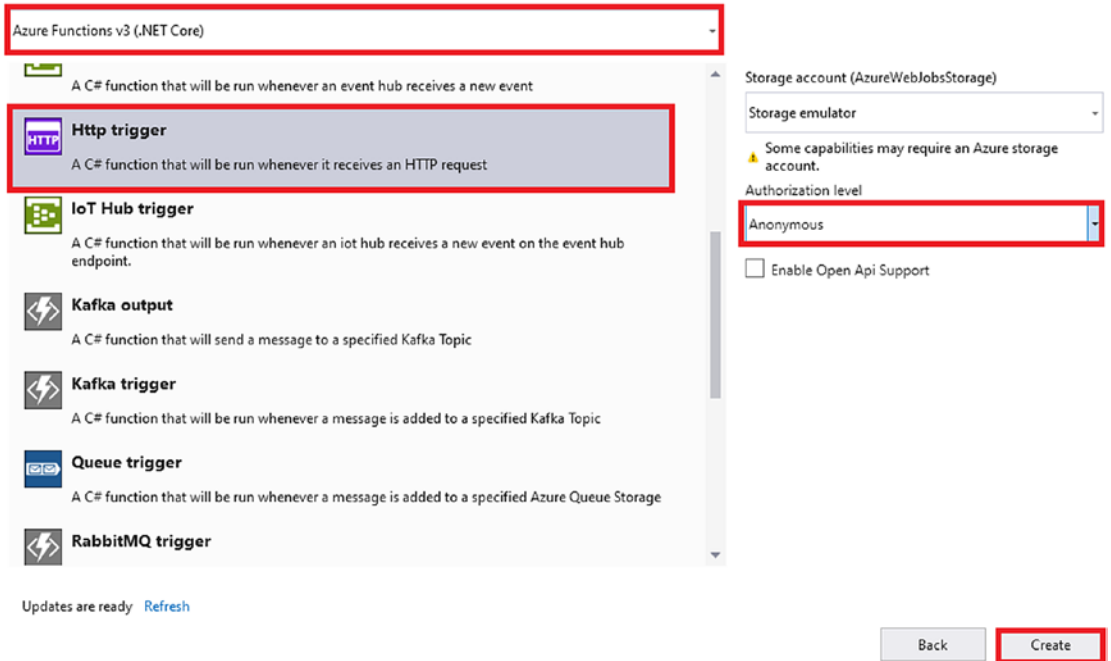 Azure Functions v3 (.NET Core)
A C# function that will be run whenever an event hub receives a new event
HTTP
Http trigger
A C# function that will be run whenever it receives an HTTP request
IoT Hub trigger
A C# function that will be run whenever an iot hub receives a new event on the event hub
endpoint.
Kafka output
A C# function that will send a message to a specified Kafka Topic
Kafka trigger
A C# function that will be run whenever a message is added to a specified Kafka Topic
Queue trigger
A C# function that will be run whenever a message is added to a specified Azure Queue Storage
RabbitMQ trigger
Storage account (AzureWebJobsStorage)
Storage emulator
Some capabilities may require an Azure storage
account.
Authorization level
Anonymous
Enable Open Api Support
Updates are ready Refresh
Back
Create